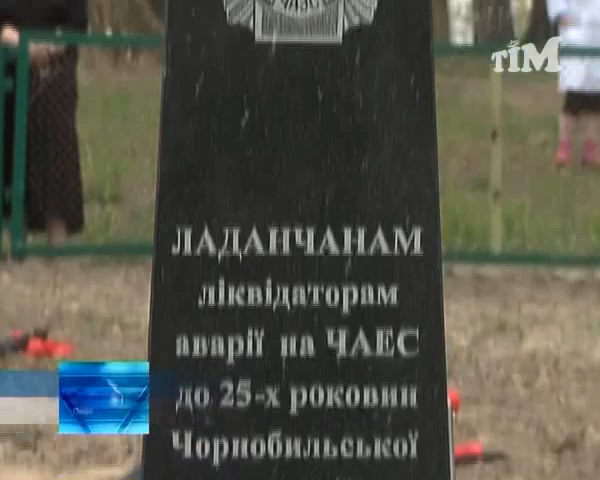 ТІМ
ЛАДАНЧАНАМ
ліквідаторам
аварії на ЧАЕС
до 25-х роковин
Чорнобильської